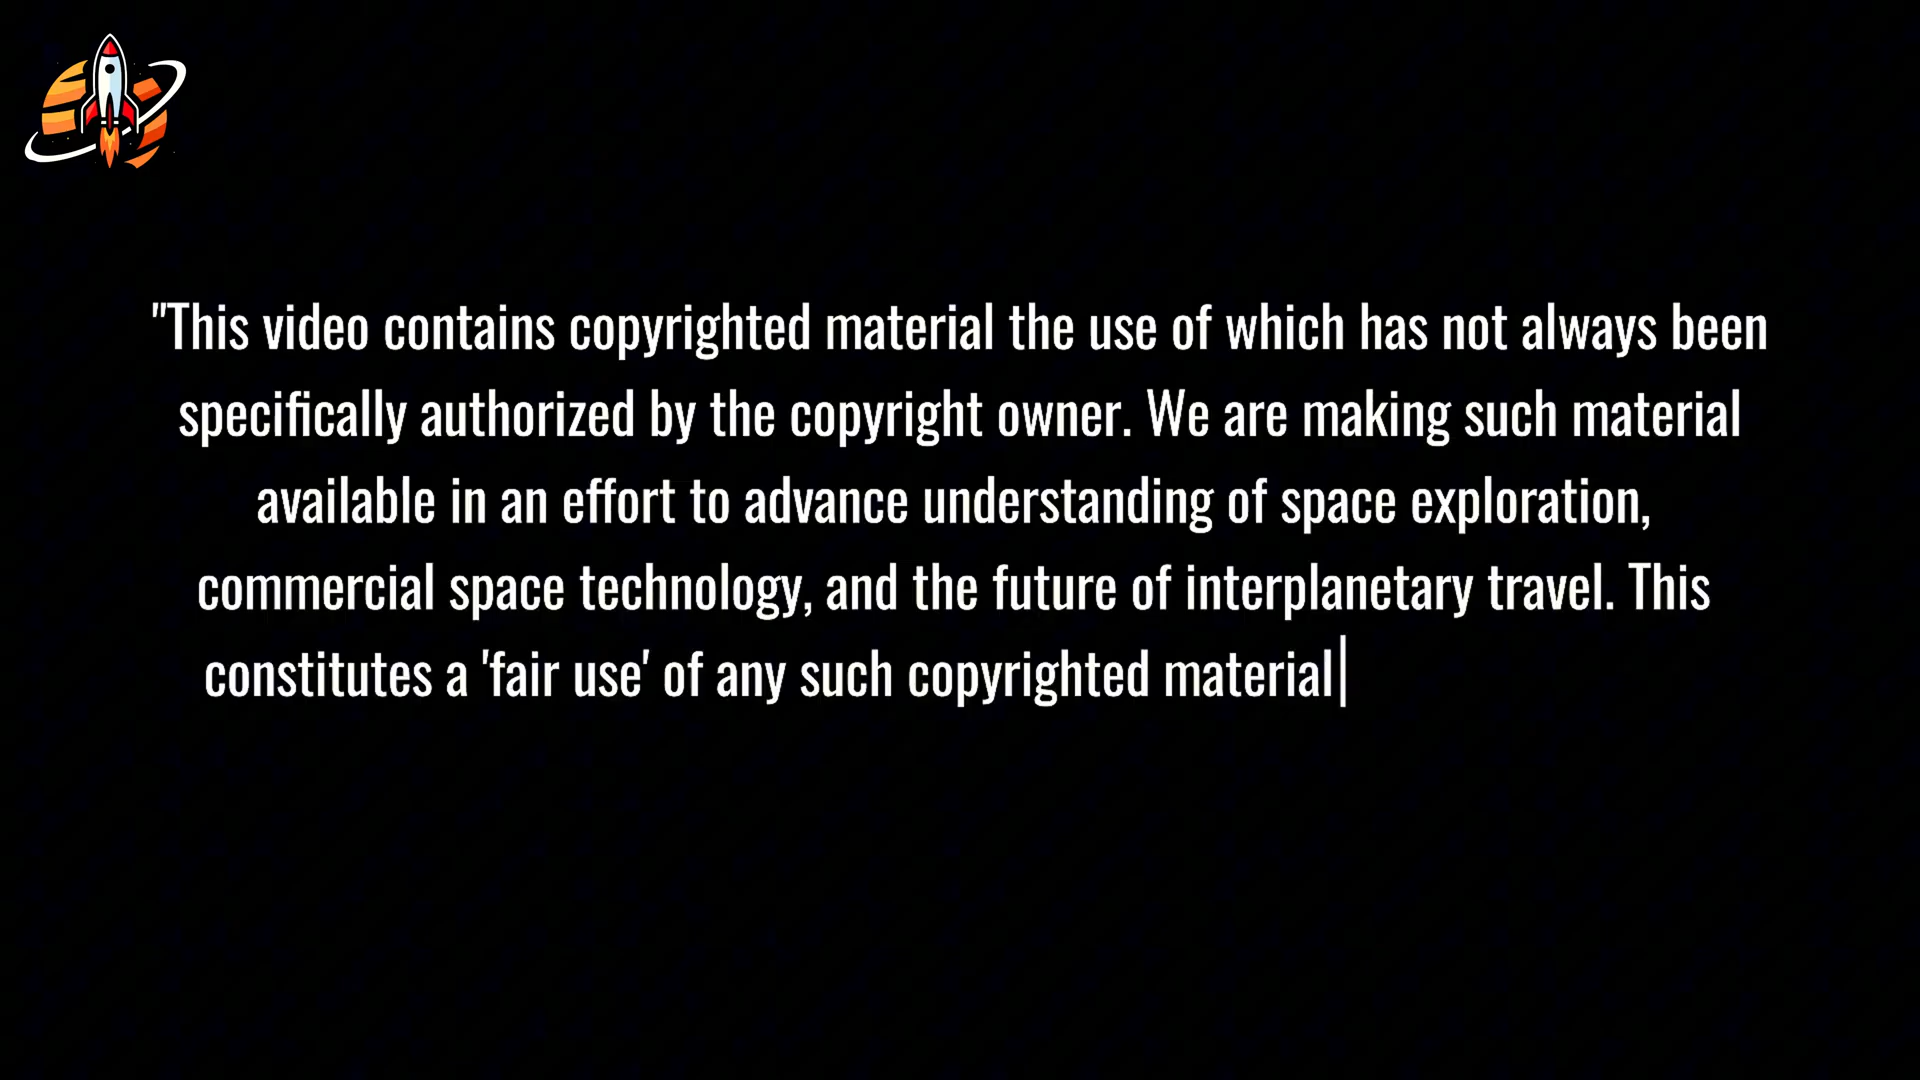 "This video contains copyrighted material the use of which has not always been
specifically authorized by the copyright owner. We are making such material
available in an effort to advance understanding of space exploration,
commercial space technology, and the future of interplanetary travel. This
constitutes a 'fair use' of any such copyrighted material